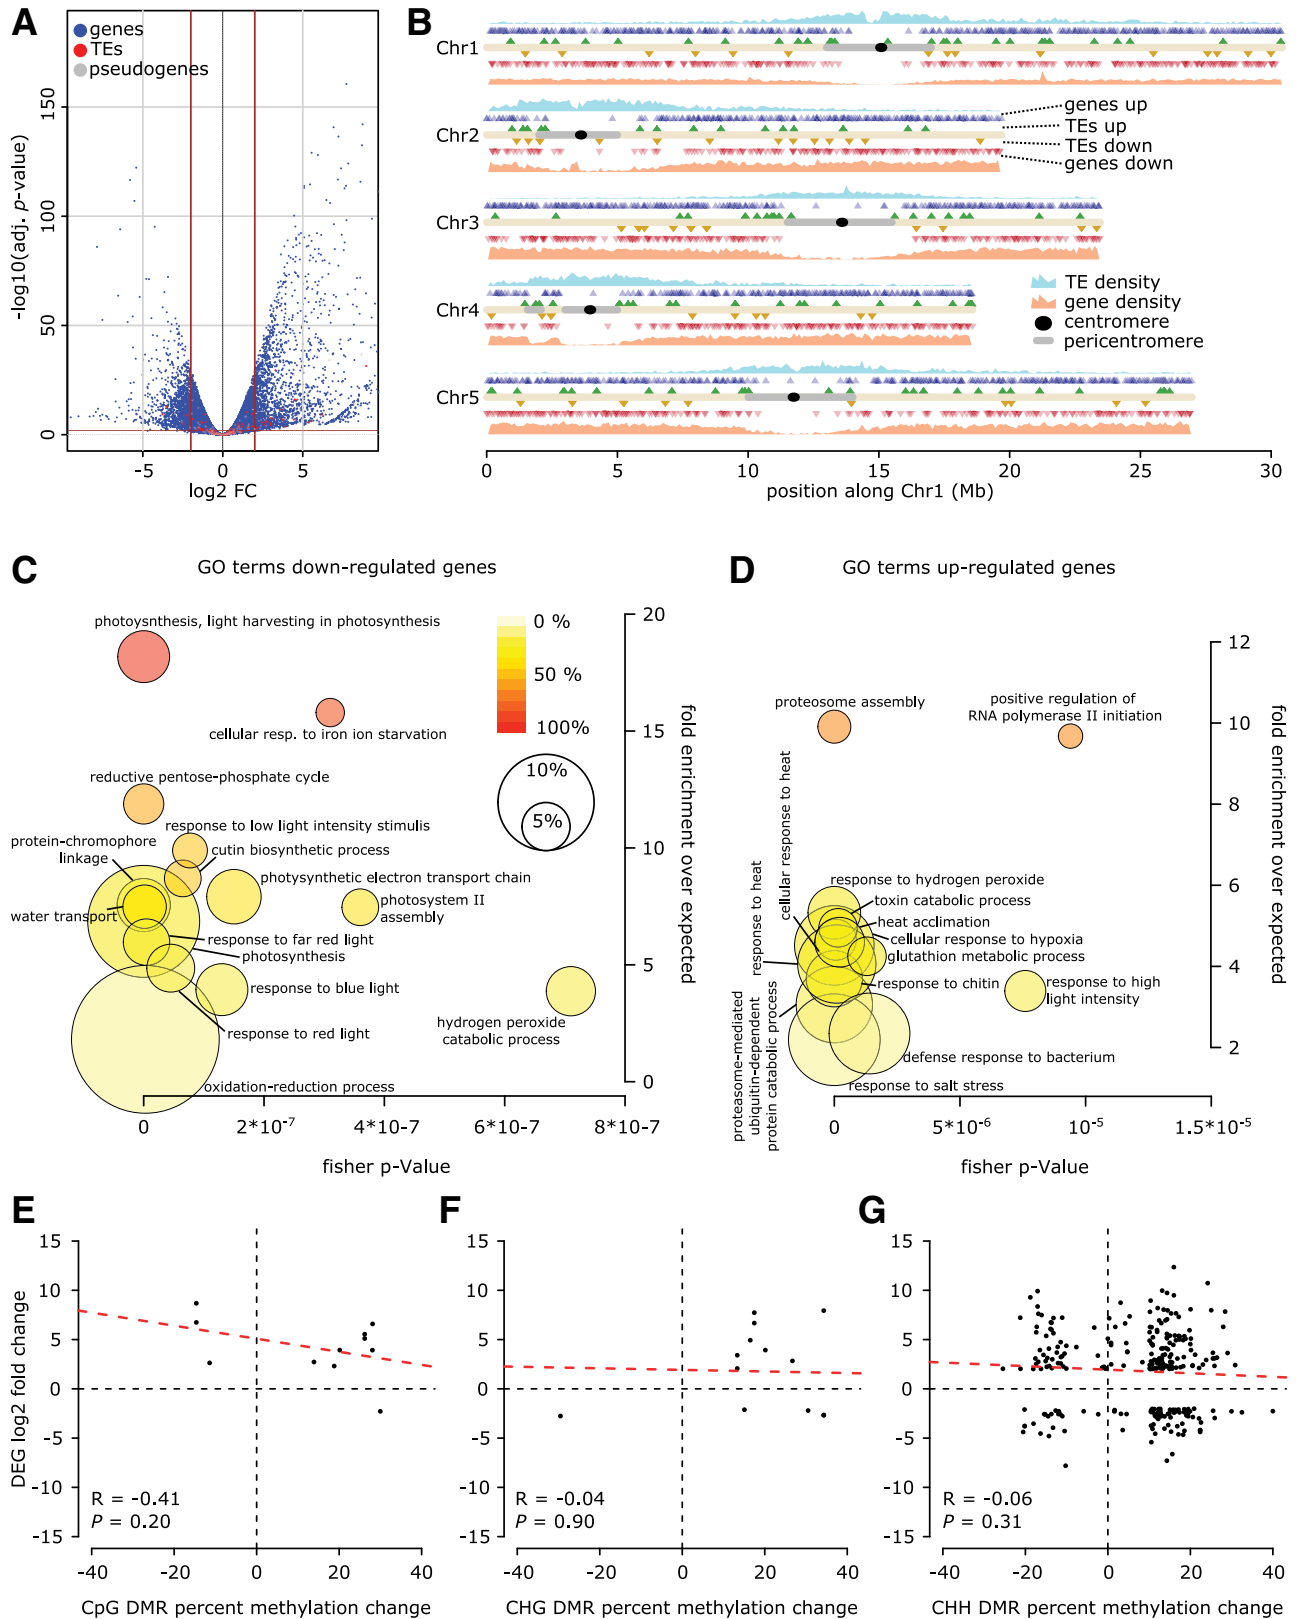 A
genes
TEs
pseudogenes
-log10(adj. p-value)
150
100
50
0
-5
0
5
log2 FC
B
Chr1
Chr2
Chr3
Chr4
Chr5
genes up
TEs up
TEs down
genes down
TE density
gene density
centromere
pericentromere
0
5
10
15
20
25
30
position along Chr1 (Mb)
C
GO terms down-regulated genes
photoysnthesis, light harvesting in photosynthesis
cellular resp. to iron ion starvation
reductive pentose-phosphate cycle
response to low light intensity stimulis
protein-chromophore
linkage
cutin biosynthetic process
photysynthetic electron transport chain
water transport
photosystem II
assembly
response to far red light
photosynthesis
response to blue light
response to red light
hydrogen peroxide
catabolic process
oxidation-reduction process
0 %
50 %
100%
10%
5%
20
15
10
5
0
fold enrichment over expected
0
2*10-7
4*10-7
6*10-7
8*10-7
fisher p-Value
D
GO terms up-regulated genes
proteasome assembly
positive regulation of
RNA polymerase II initiation
cellular response to heat
response to heat
proteasome-mediated
ubiquitin-dependent
protein catabolic process
response to hydrogen peroxide
toxin catabolic process
heat acclimation
cellular response to hypoxia
glutathion metabolic process
response to chitin
response to high
light intensity
defense response to bacterium
response to salt stress
12
10
8
6
4
2
fold enrichment over expected
0
5*10-6
10-5
1.5*10-5
fisher p-Value
E
DEG log2 fold change
15
10
5
0
-5
-10
-15
R = -0.41
P = 0.20
-40
-20
0
20
40
CpG DMR percent methylation change
F
15
10
5
0
-5
-10
-15
R = -0.04
P = 0.90
-40
-20
0
20
40
CHG DMR percent methylation change
G
15
10
5
0
-5
-10
-15
R = -0.06
P = 0.31
-40
-20
0
20
40
CHH DMR percent methylation change